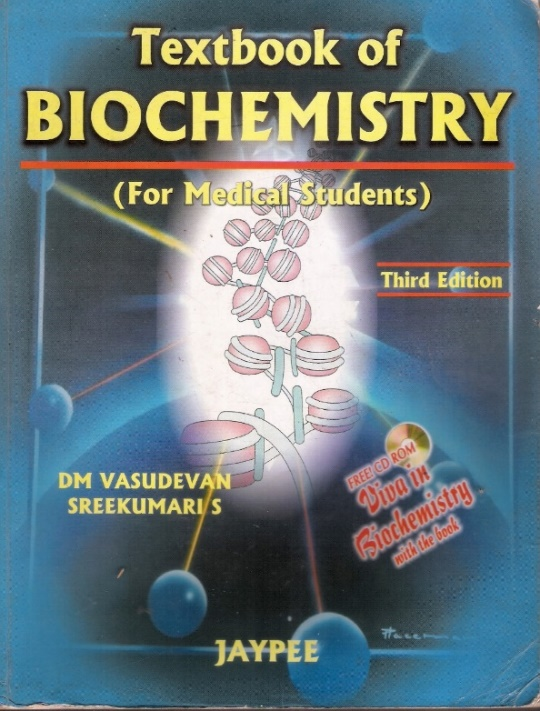 Textbook of
BIOCHEMISTRY
(For Medical Students)
Third Edition
DM VASUDEVAN
SREEKUMARI S
FREE! CD ROM
Viva in
Biochemistry
with the book
JAYPEE